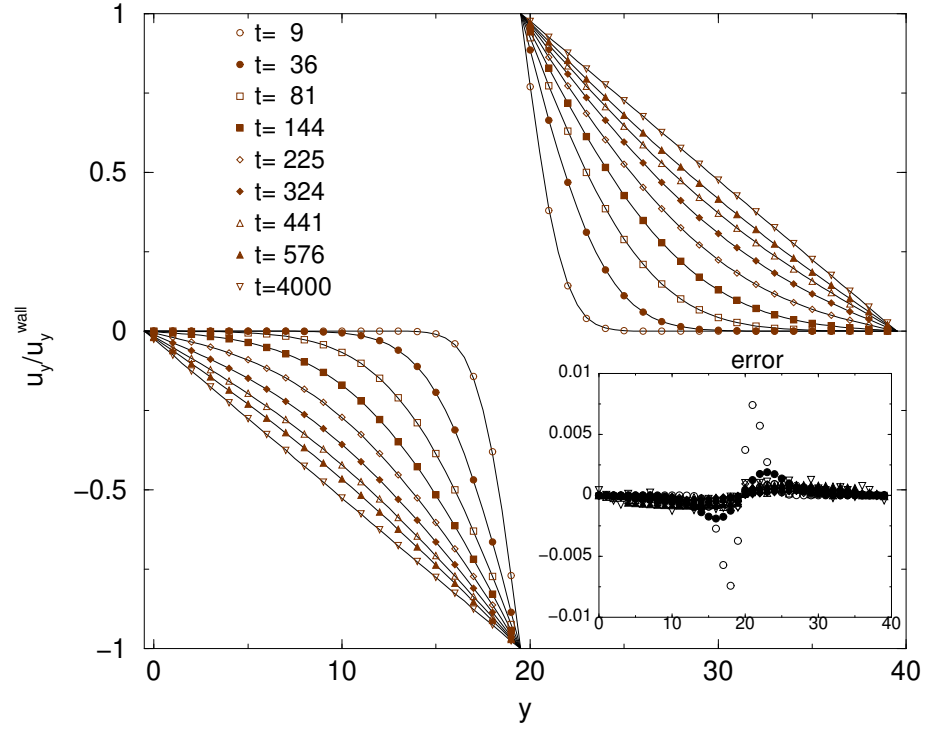 1
0.5
0
−0.5
−1
u_y/u_y^wall
t= 9
t= 36
t= 81
t= 144
t= 225
t= 324
t= 441
t= 576
t=4000
error
0.01
0.005
0
−0.005
−0.01
0 10 20 30 40
0 10 20 30 40
y